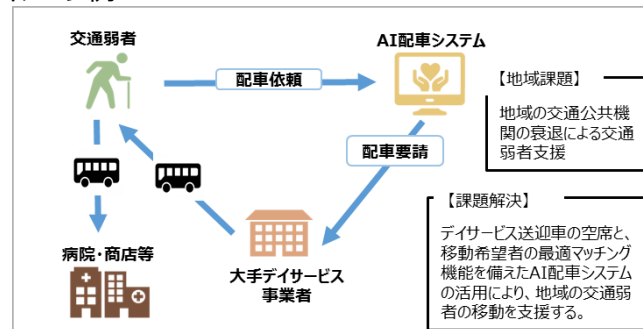 交通弱者
AI配車システム
配車依頼
【地域課題】
地域の交通公共機
関の衰退による交通
弱者支援
配車要請
【課題解決】
デイサービス送迎車の空席と、
移動希望者の最適マッチング
機能を備えたAI配車システム
の活用により、地域の交通弱
者の移動を支援する。
病院・商店等
大手デイサービス
事業者